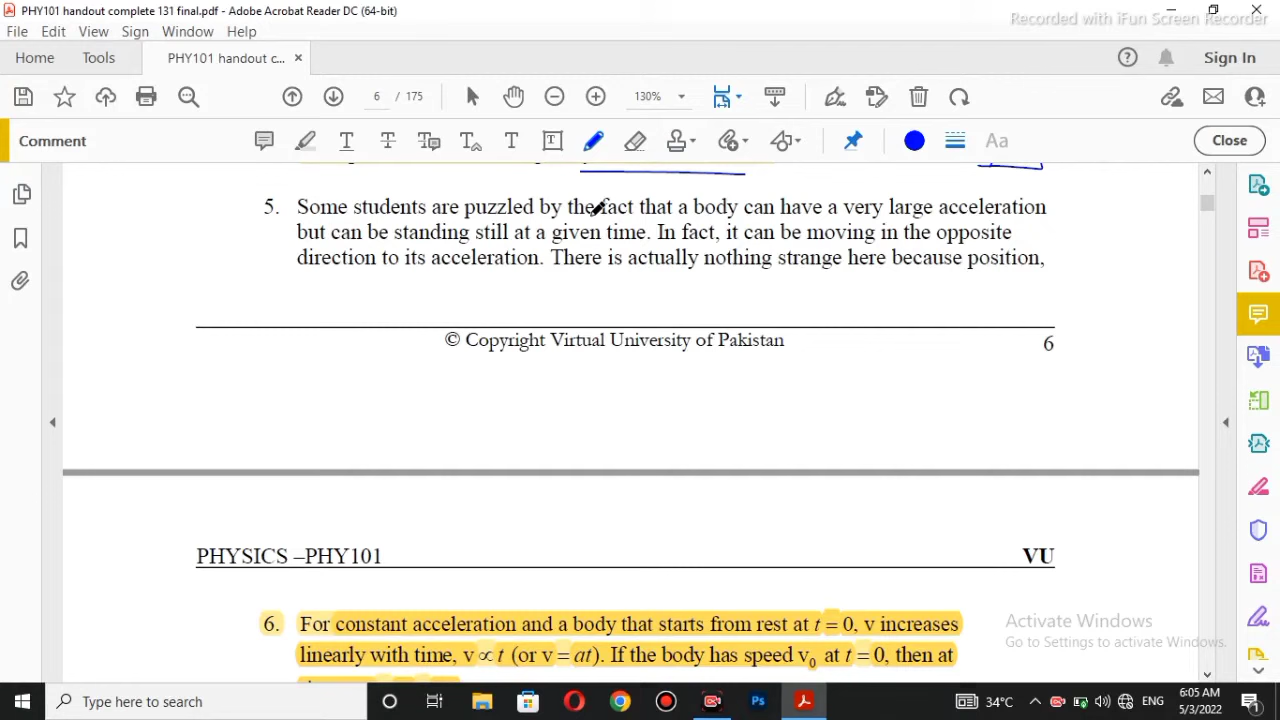 PHY101 handout complete 131 final.pdf - Adobe Acrobat Reader DC (64-bit)
Recorded with iFun Screen Recorder
File Edit View Sign Window Help
Home Tools PHY101 handout c... × Sign In
6 / 175 130%
Comment T T T T T Aa Close
5. Some students are puzzled by the fact that a body can have a very large acceleration
but can be standing still at a given time. In fact, it can be moving in the opposite
direction to its acceleration. There is actually nothing strange here because position,
© Copyright Virtual University of Pakistan 6
PHYSICS –PHY101 VU
6. For constant acceleration and a body that starts from rest at t = 0, v increases
linearly with time, v ∝ t (or v = at). If the body has speed v₀ at t = 0, then at
Activate Windows
Go to Settings to activate Windows.
Type here to search Ps 34°C ENG 6:05 AM
5/3/2022